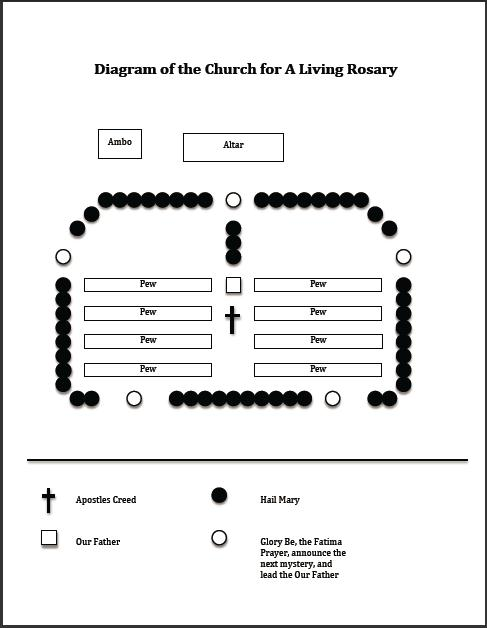 Diagram of the Church for A Living Rosary
Ambo
Altar
Pew
Pew
Pew
Pew
Pew
Pew
Pew
Pew
Apostles Creed
Hail Mary
Our Father
Glory Be, the Fatima
Prayer, announce the
next mystery, and
lead the Our Father